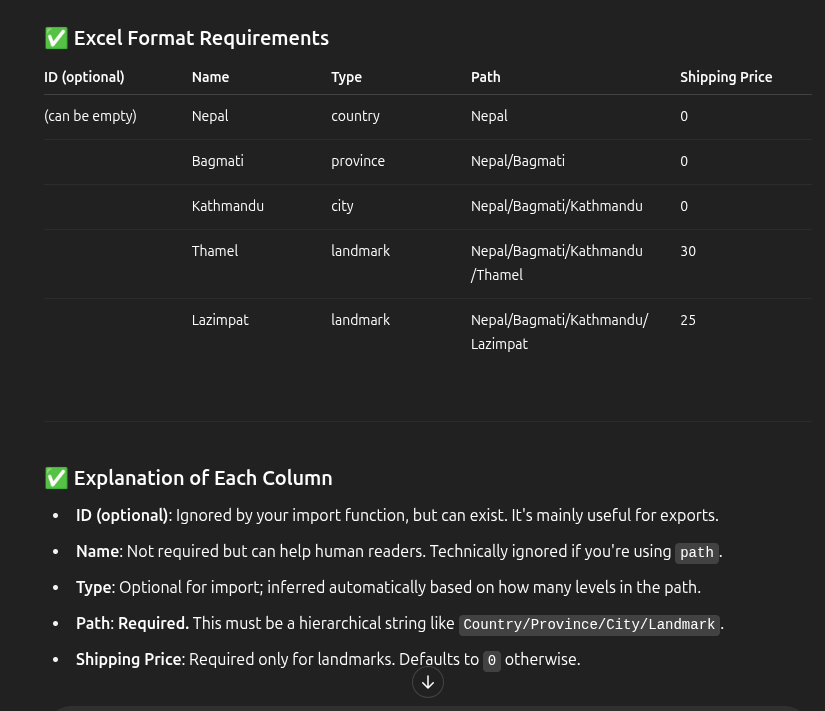 ✅ Excel Format Requirements
ID (optional) Name Type Path Shipping Price
(can be empty) Nepal country Nepal 0
Bagmati province Nepal/Bagmati 0
Kathmandu city Nepal/Bagmati/Kathmandu 0
Thamel landmark Nepal/Bagmati/Kathmandu 30
/Thamel
Lazimpat landmark Nepal/Bagmati/Kathmandu/ 25
Lazimpat
✅ Explanation of Each Column
• ID (optional): Ignored by your import function, but can exist. It's mainly useful for exports.
• Name: Not required but can help human readers. Technically ignored if you're using path.
• Type: Optional for import; inferred automatically based on how many levels in the path.
• Path: Required. This must be a hierarchical string like Country/Province/City/Landmark.
• Shipping Price: Required only for landmarks. Defaults to 0 otherwise.